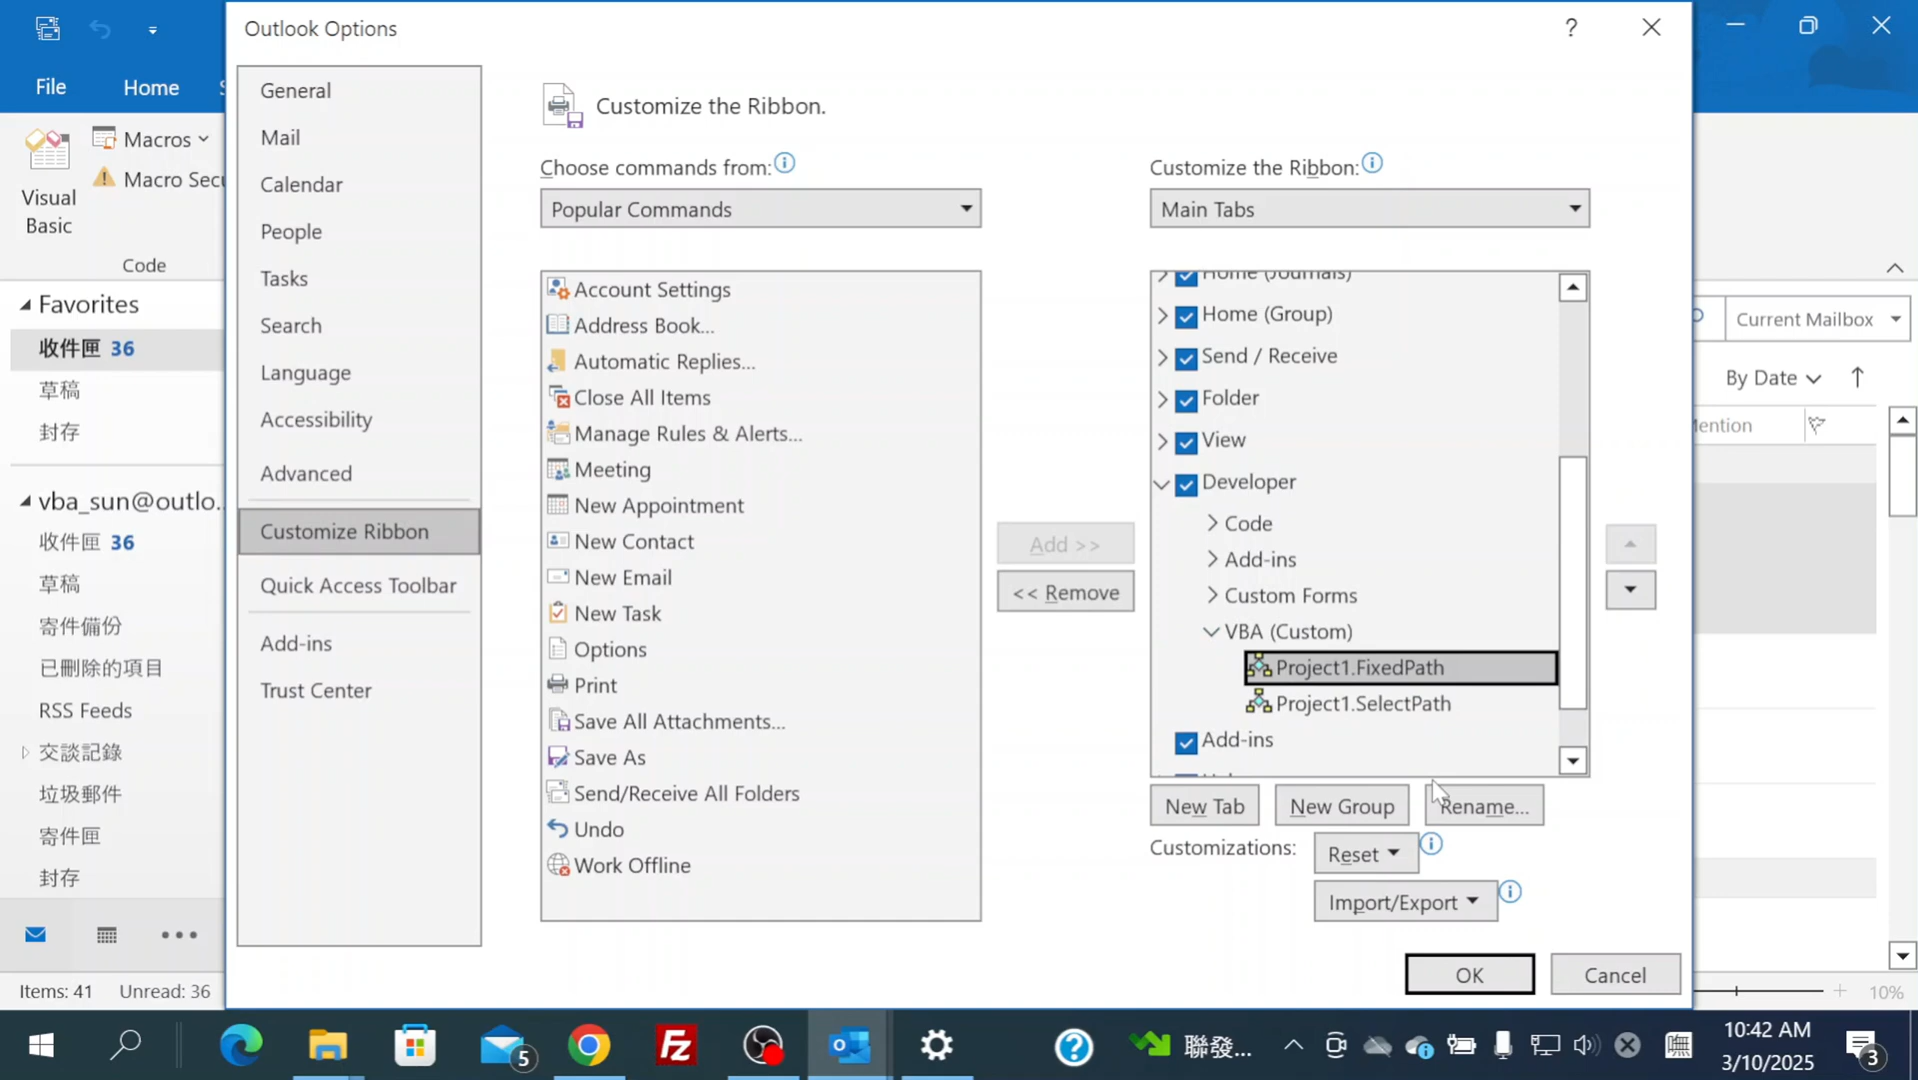 Outlook Options
?
File
Home
Visual
Basic
Macros
Macro Secu
Code
Favorites
收件匣 36
草稿
封存
vba_sun@outlo...
收件匣 36
草稿
寄件備份
已刪除的項目
RSS Feeds
交談記錄
垃圾郵件
寄件匣
封存
Items: 41
Unread: 36
General
Mail
Calendar
People
Tasks
Search
Language
Accessibility
Advanced
Customize Ribbon
Quick Access Toolbar
Add-ins
Trust Center
Customize the Ribbon.
Choose commands from:
Popular Commands
Account Settings
Address Book...
Automatic Replies...
Close All Items
Manage Rules & Alerts...
Meeting
New Appointment
New Contact
New Email
New Task
Options
Print
Save All Attachments...
Save As
Send/Receive All Folders
Undo
Work Offline
Add >>
<< Remove
Customize the Ribbon:
Main Tabs
Home (Journals)
Home (Group)
Send / Receive
Folder
View
Developer
Code
Add-ins
Custom Forms
VBA (Custom)
Project1.FixedPath
Project1.SelectPath
Add-ins
New Tab
New Group
Rename...
Customizations:
Reset
Import/Export
OK
Cancel
Current Mailbox
By Date
Mention
10%
5
聯發...
10:42 AM
3/10/2025
3